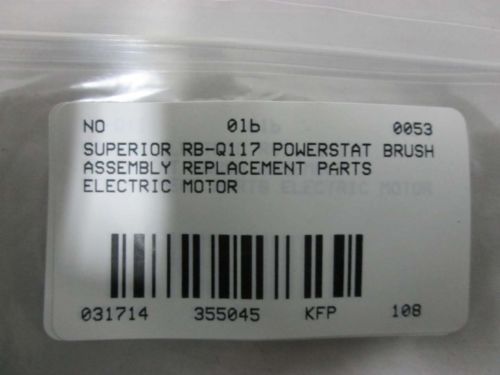 NO 01b 0053
SUPERIOR RB-Q117 POWERSTAT BRUSH
ASSEMBLY REPLACEMENT PARTS
ELECTRIC MOTOR
031714 355045 KFP 108